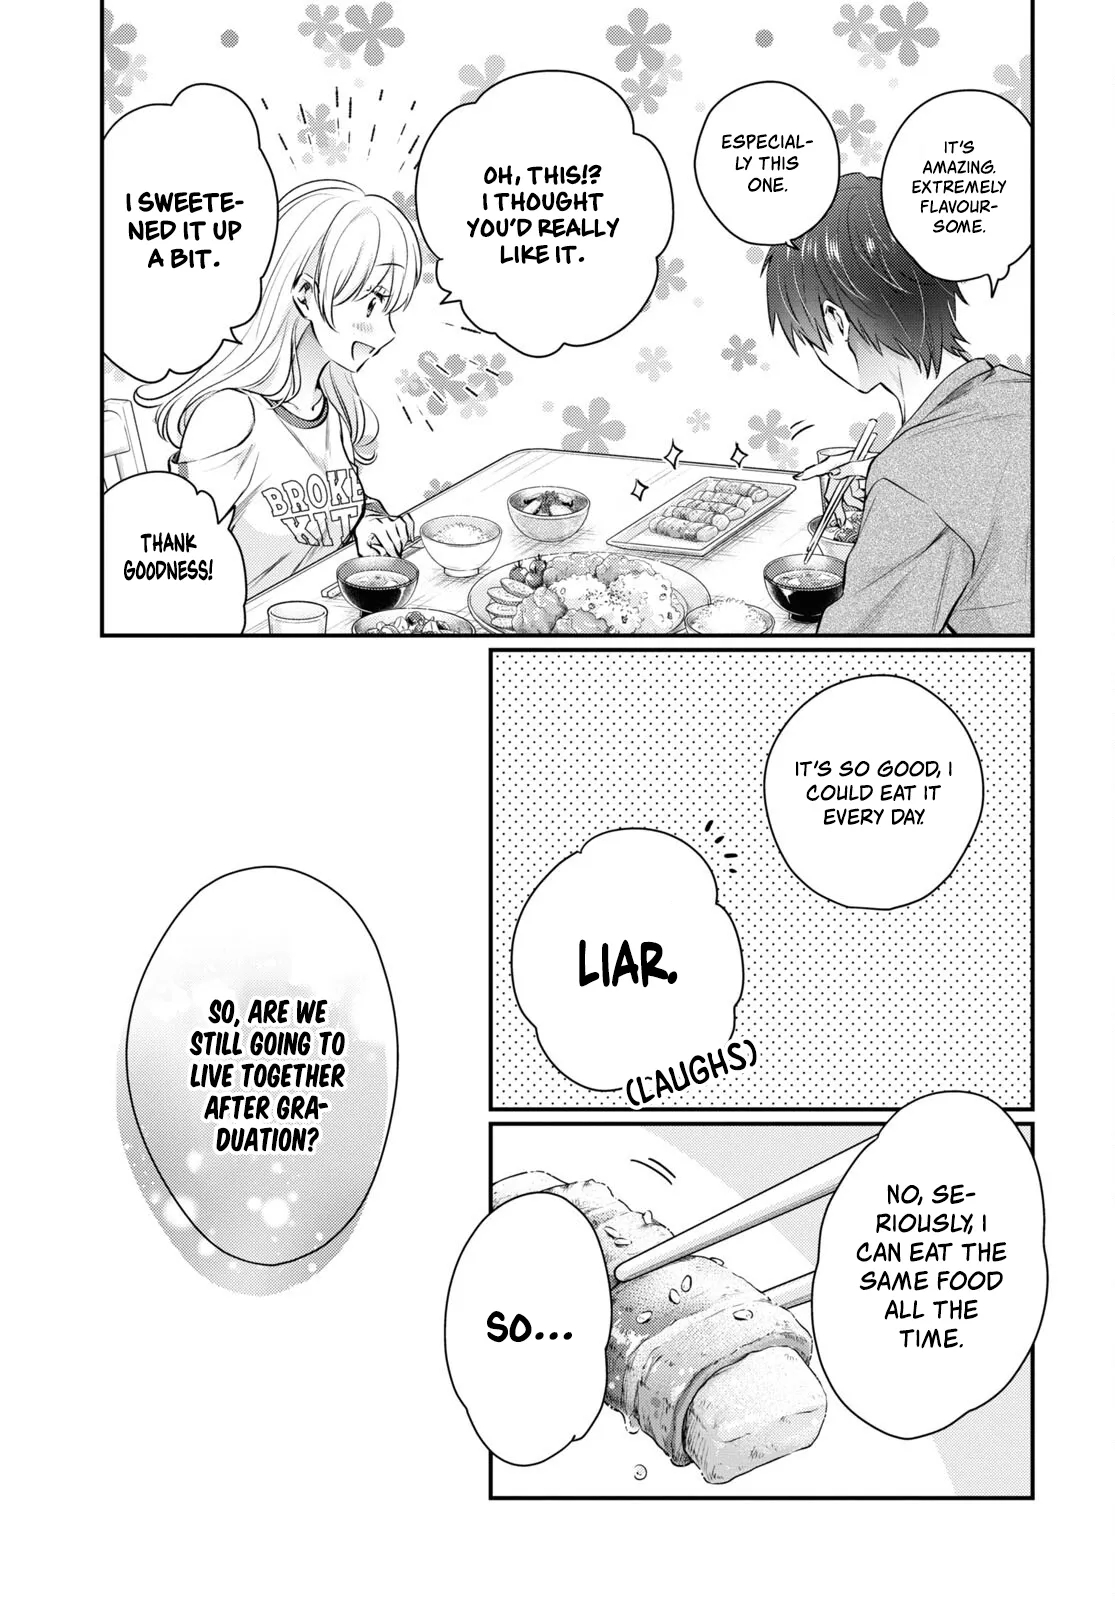 IT'S
AMAZING.
EXTREMELY
FLAVOUR-
SOME.
ESPECIAL-
LY THIS
ONE.
OH, THIS!?
I THOUGHT
YOU'D REALLY
LIKE IT.
I SWEETE-
NED IT UP
A BIT.
THANK
GOODNESS!
BROKE
KIT
IT'S SO GOOD, I
COULD EAT IT
EVERY DAY.
LIAR.
(LAUGHS)
NO, SE-
RIOUSLY, I
CAN EAT THE
SAME FOOD
ALL THE
TIME.
SO...
SO, ARE WE
STILL GOING TO
LIVE TOGETHER
AFTER GRA-
DUATION?